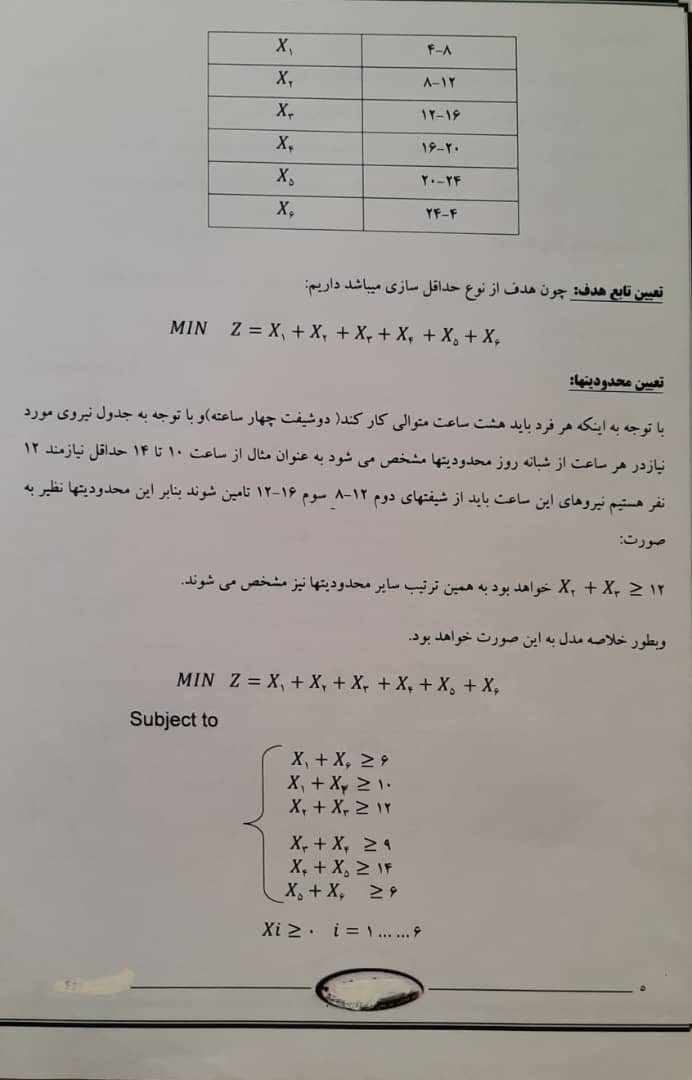 X۱ ۴-۸
X۲ ۸-۱۲
X۳ ۱۲-۱۶
X۴ ۱۶-۲۰
X۵ ۲۰-۲۴
X۶ ۲۴-۴
تعیین تابع هدف: چون هدف از نوع حداقل سازی میباشد داریم:
MIN Z = X۱ + X۲ + X۳ + X۴ + X۵ + X۶
تعیین محدودیتها:
با توجه به اینکه هر فرد باید هشت ساعت متوالی کار کند( دوشیفت چهار ساعته)و با توجه به جدول نیروی مورد
نیازدر هر ساعت از شبانه روز محدودیتها مشخص می شود به عنوان مثال از ساعت ۱۰ تا ۱۴ حداقل نیازمند ۱۲
نفر هستیم نیروهای این ساعت باید از شیفتهای دوم ۱۲-۸ سوم ۱۶-۱۲ تامین شوند بنابر این محدودیتها نظیر به
صورت:
X۲ + X۳ ≥ ۱۲ خواهد بود به همین ترتیب سایر محدودیتها نیز مشخص می شوند.
وبطور خلاصه مدل به این صورت خواهد بود.
MIN Z = X۱ + X۲ + X۳ + X۴ + X۵ + X۶
Subject to
X۱ + X۶ ≥ ۶
X۱ + X۲ ≥ ۱۰
X۲ + X۳ ≥ ۱۲
X۳ + X۴ ≥ ۹
X۴ + X۵ ≥ ۱۴
X۵ + X۶ ≥ ۶
Xi ≥ ۰ i = ۱ ... ... ۶
۵